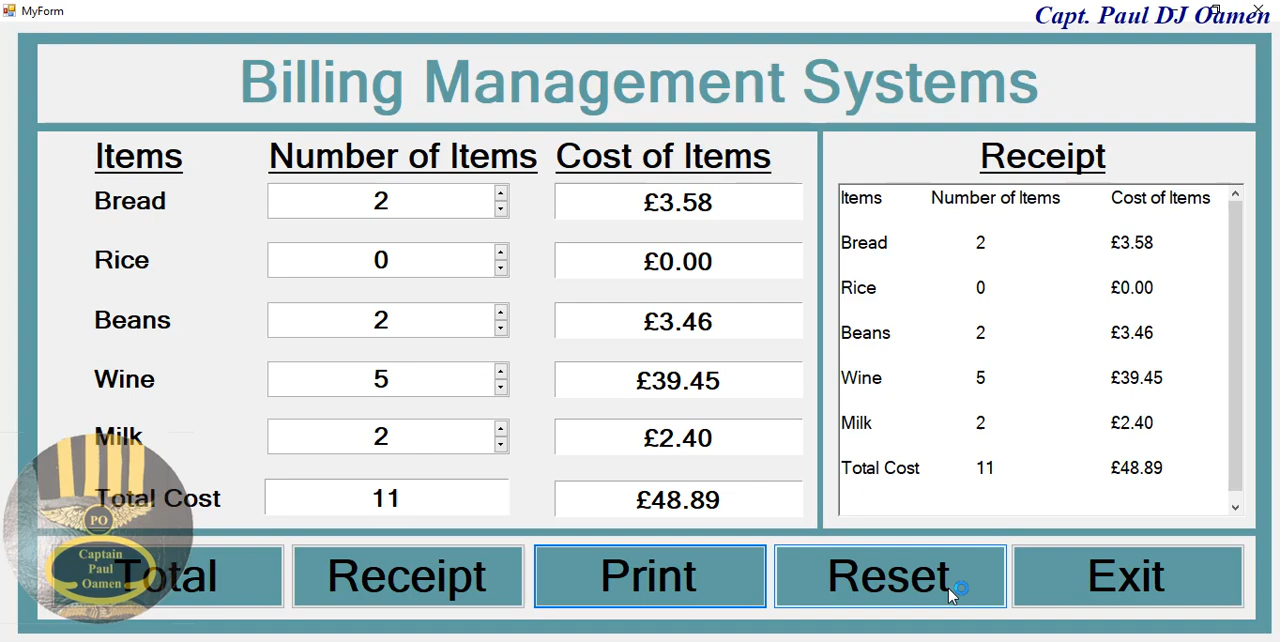 MyForm
Capt. Paul DJ Oamen
Billing Management Systems
Items Number of Items Cost of Items
Bread 2 £3.58
Rice 0 £0.00
Beans 2 £3.46
Wine 5 £39.45
Milk 2 £2.40
Total Cost 11 £48.89
Receipt
Items Number of Items Cost of Items
Bread 2 £3.58
Rice 0 £0.00
Beans 2 £3.46
Wine 5 £39.45
Milk 2 £2.40
Total Cost 11 £48.89
PO
Captain
Paul
Oamen
Total Receipt Print Reset Exit